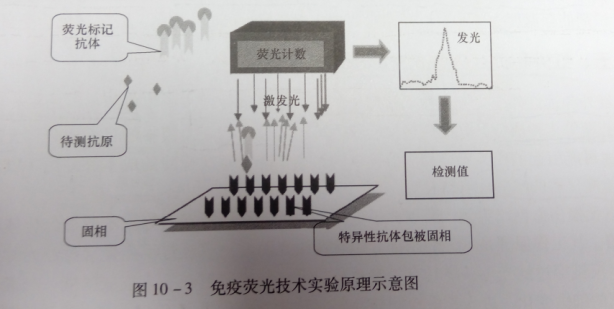 荧光标记
抗体
荧光计数
发光
激发光
待测抗原
检测值
固相
特异性抗体包被固相
图 10-3 免疫荧光技术实验原理示意图